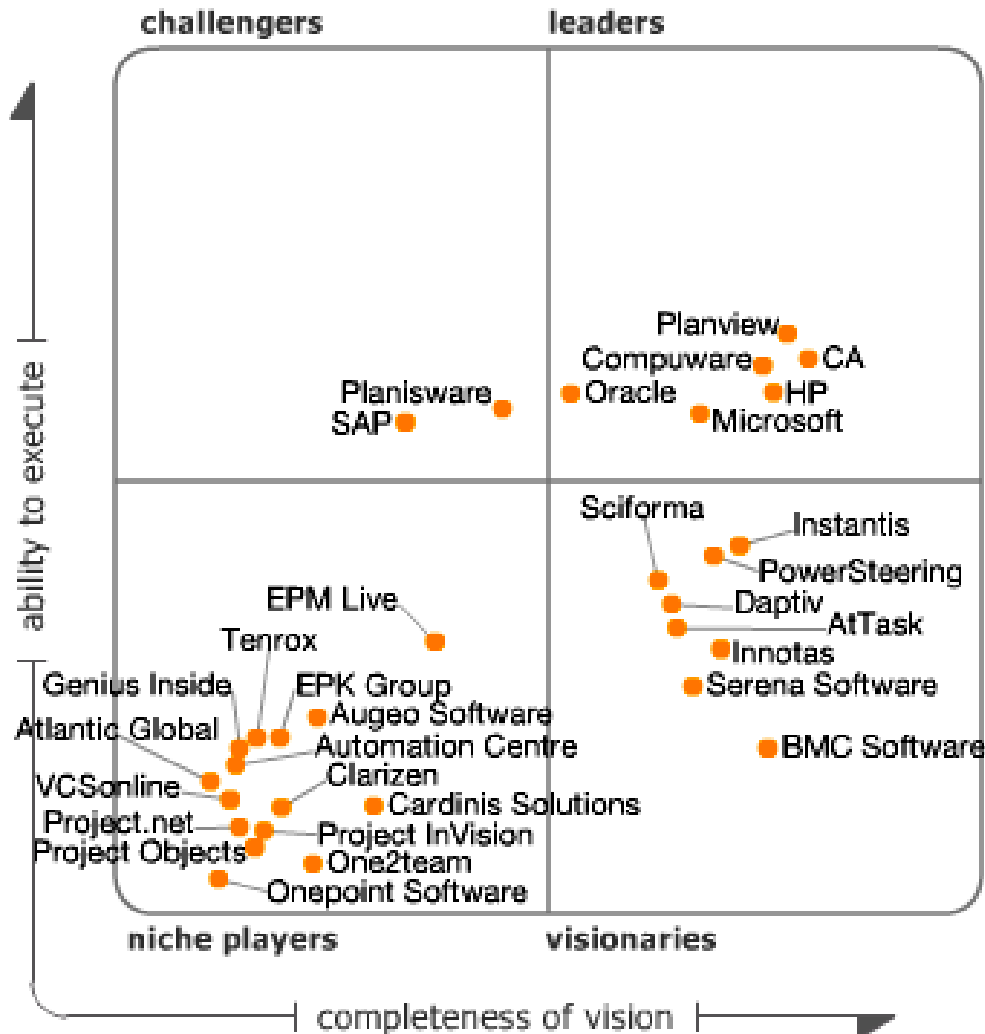 challengers
leaders
Planview
Compuware
CA
Planisware
Oracle
HP
SAP
Microsoft
ability to execute
Sciforma
Instantis
PowerSteering
EPM Live
Daptiv
AtTask
Tenrox
Innotas
Genius Inside
EPK Group
Serena Software
Augeo Software
Atlantic Global
Automation Centre
BMC Software
Clarizen
VCSonline
Cardinis Solutions
Project.net
Project InVision
Project Objects
One2team
Onepoint Software
niche players
visionaries
completeness of vision